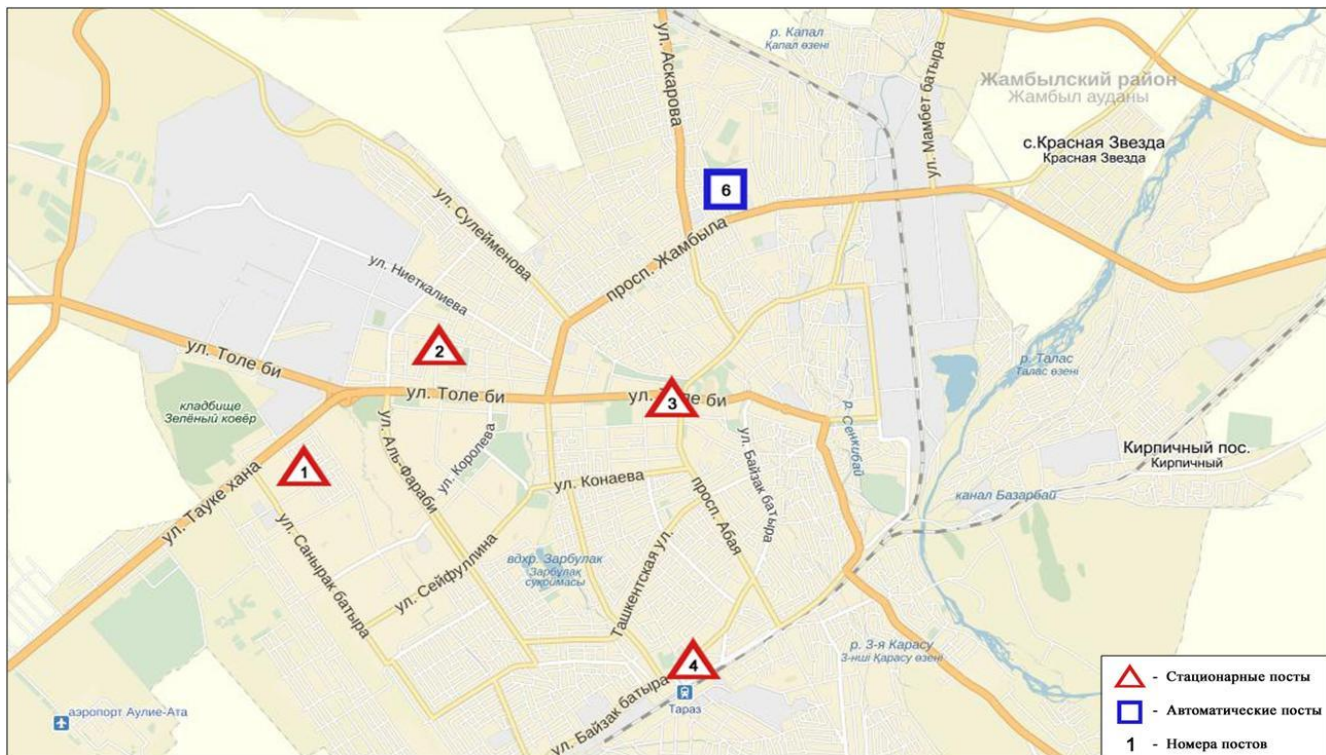 р. Капал
Қапал өзені
ул. Аскарова
ул. Мамбет батыра
Жамбылский район
Жамбыл ауданы
с.Красная Звезда
Красная Звезда
6
ул. Сулейменова
просп. Жамбыла
ул. Ниеткалиева
2
ул. Толе би
ул. Толе би
ул. Толе би
3
р. Талас
Талас өзені
кладбище
Зелёный ковёр
ул. Аль-Фараби
ул. Королева
ул. Байзак батыра
р. Сенкибай
1
ул. Тауке хана
ул. Конаева
просп. Абая
Кирпичный пос.
Кирпичный
канал Базарбай
ул. Санырак батыра
ул. Сейфуллина
вдхр. Зарбулак
Зарбұлақ
суқоймасы
Ташкентская ул.
4
р. 3-я Карасу
3-нші Қарасу өзені
ул. Байзак батыра
Тараз
аэропорт Аулие-Ата
- Стационарные посты
- Автоматические посты
1 - Номера постов